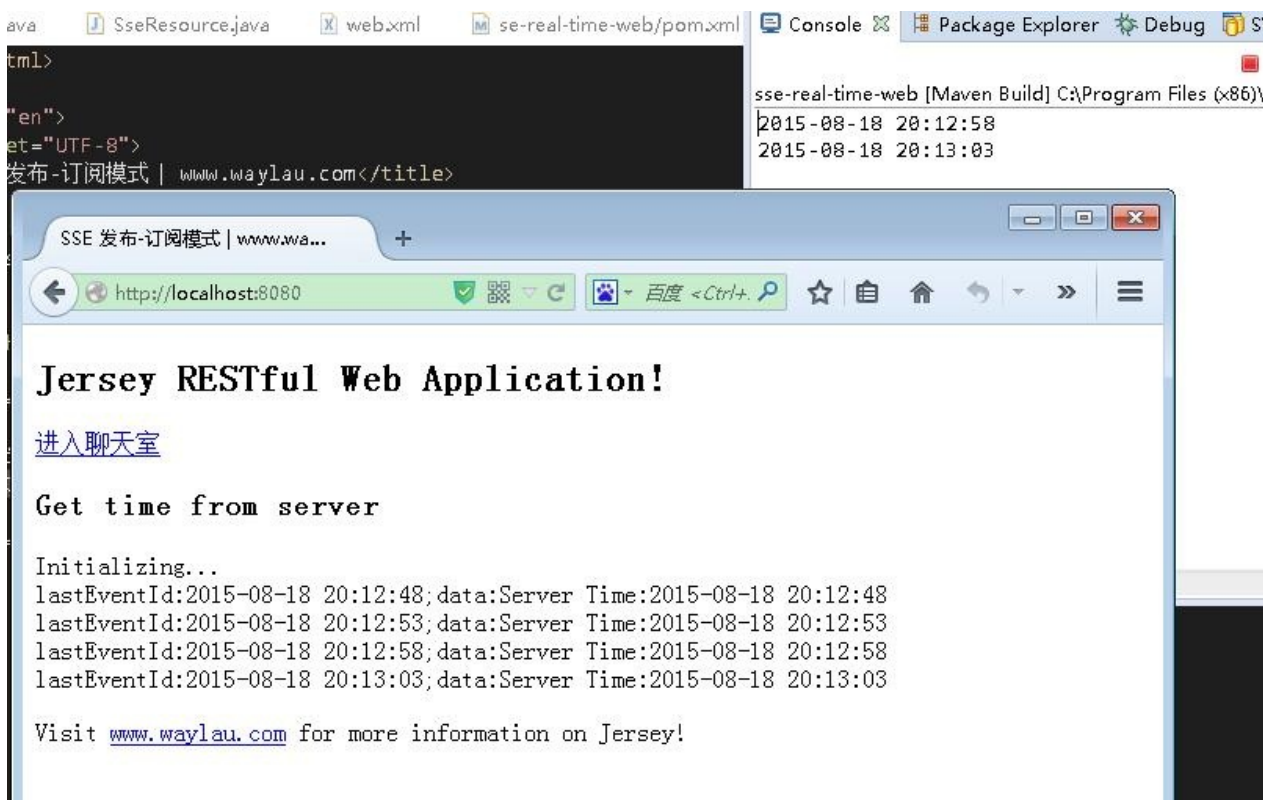 ava SseResource.java web.xml se-real-time-web/pom.xml Console Package Explorer Debug
tml>
"en">
et="UTF-8">
发布-订阅模式 | www.waylau.com</title>
sse-real-time-web [Maven Build] C:\Program Files (x86)\
2015-08-18 20:12:58
2015-08-18 20:13:03
SSE 发布-订阅模式 | www.wa...
http://localhost:8080 百度 <Ctrl+.
Jersey RESTful Web Application!
进入聊天室
Get time from server
Initializing...
lastEventId:2015-08-18 20:12:48;data:Server Time:2015-08-18 20:12:48
lastEventId:2015-08-18 20:12:53;data:Server Time:2015-08-18 20:12:53
lastEventId:2015-08-18 20:12:58;data:Server Time:2015-08-18 20:12:58
lastEventId:2015-08-18 20:13:03;data:Server Time:2015-08-18 20:13:03
Visit www.waylau.com for more information on Jersey!